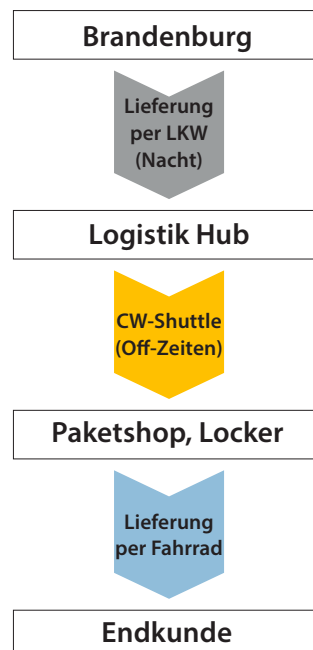 Brandenburg
Lieferung
per LKW
(Nacht)
Logistik Hub
CW-Shuttle
(Off-Zeiten)
Paketshop, Locker
Lieferung
per Fahrrad
Endkunde